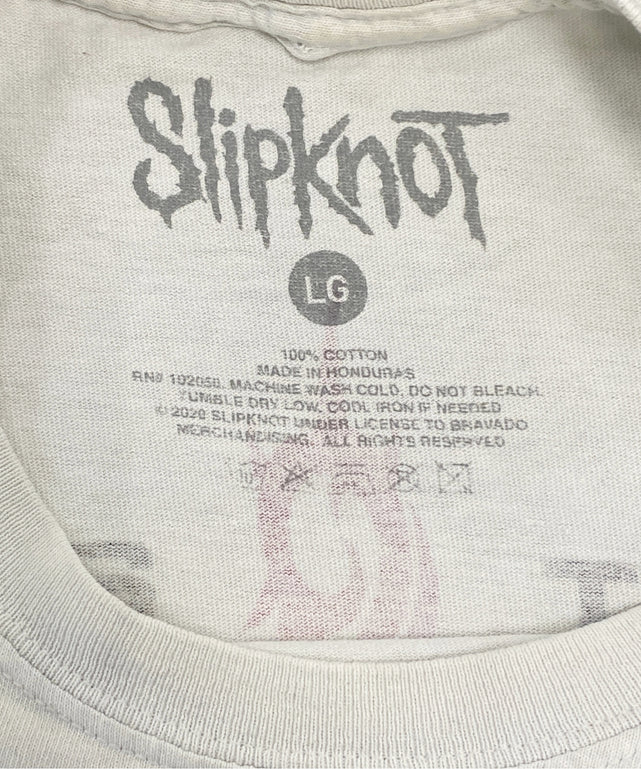 Slipknot
LG
100% COTTON
MADE IN HONDURAS
RN# 102050. MACHINE WASH COLD. DO NOT BLEACH.
TUMBLE DRY LOW. COOL IRON IF NEEDED
© 2020 SLIPKNOT UNDER LICENSE TO BRAVADO
MERCHANDISING. ALL RIGHTS RESERVED